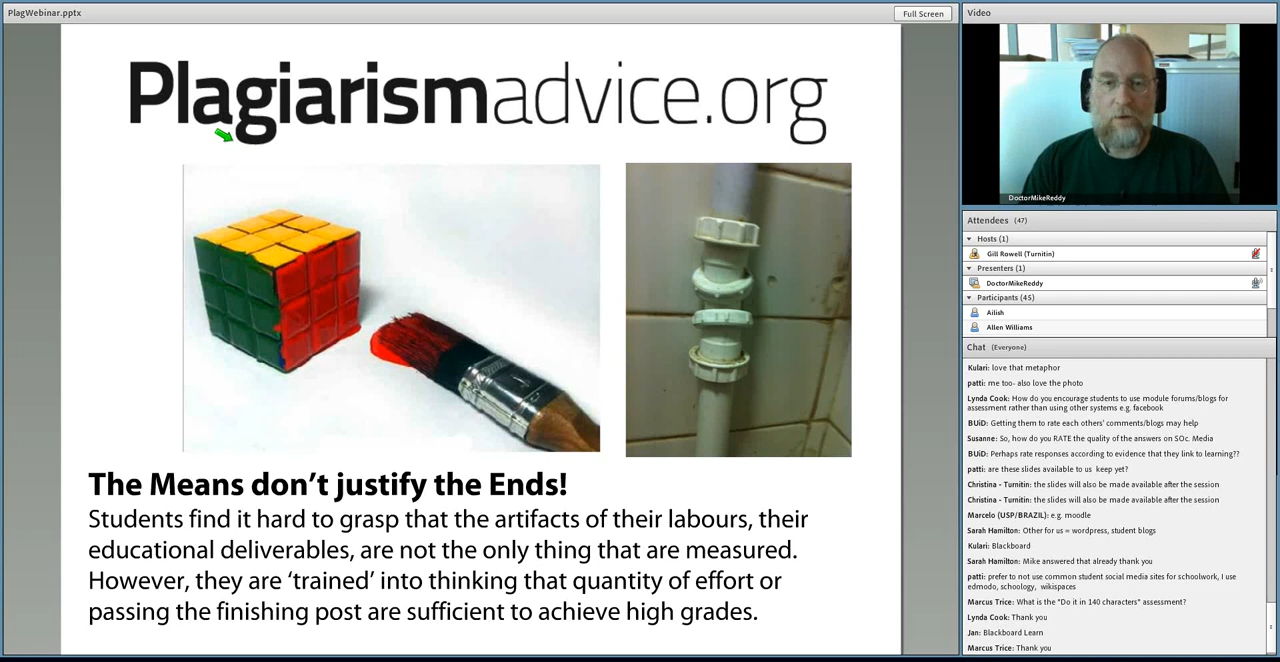 PlagWebinar.pptx
Full Screen
Plagiarismadvice.org
The Means don't justify the Ends!
Students find it hard to grasp that the artifacts of their labours, their
educational deliverables, are not the only thing that are measured.
However, they are 'trained' into thinking that quantity of effort or
passing the finishing post are sufficient to achieve high grades.
Video
DoctorMikeReddy
Attendees (47)
Hosts (1)
Gill Rowell (Turnitin)
Presenters (1)
DoctorMikeReddy
Participants (45)
Ailish
Allen Williams
Chat (Everyone)
Kulari: love that metaphor
patti: me too- also love the photo
Lynda Cook: How do you encourage students to use module forums/blogs for
assessment rather than using other systems e.g. facebook
BUiD: Getting them to rate each others' comments/blogs may help
Susanne: So, how do you RATE the quality of the answers on SOc. Media
BUiD: Perhaps rate responses according to evidence that they link to learning??
patti: are these slides available to us  keep yet?
Christina - Turnitin: the slides will also be made available after the session
Christina - Turnitin: the slides will also be made available after the session
Marcelo (USP/BRAZIL): e.g. moodle
Sarah Hamilton: Other for us = wordpress, student blogs
Kulari: Blackboard
Sarah Hamilton: Mike answered that already thank you
patti: prefer to not use common student social media sites for schoolwork, I use
edmodo, schoology,  wikispaces
Marcus Trice: What is the "Do it in 140 characters" assessment?
Lynda Cook: Thank you
Jan: Blackboard Learn
Marcus Trice: Thank you